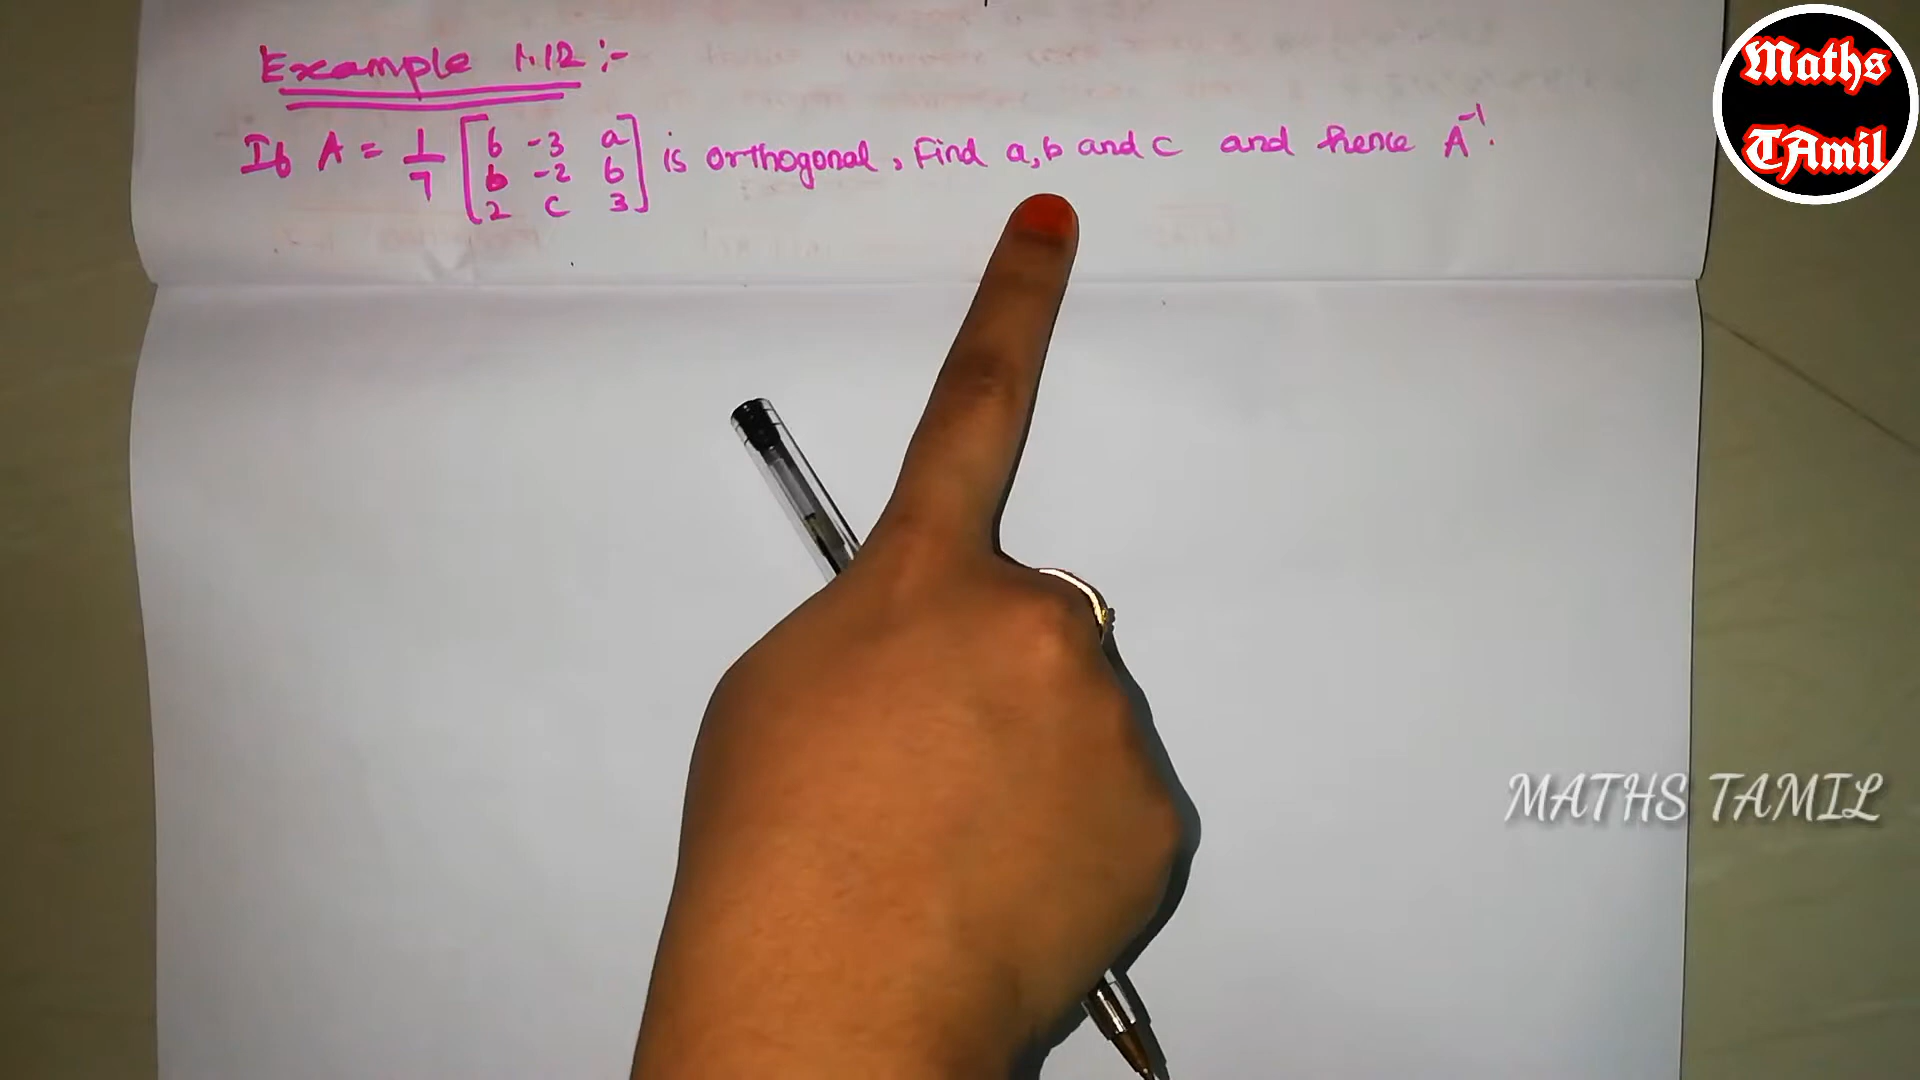 Example 1.12 :-
If A = 1/7 [ 6 -3 a
b -2 6
2 c 3 ] is orthogonal, Find a, b and c and hence A⁻¹.
Maths
TAmil
MATHS TAMIL